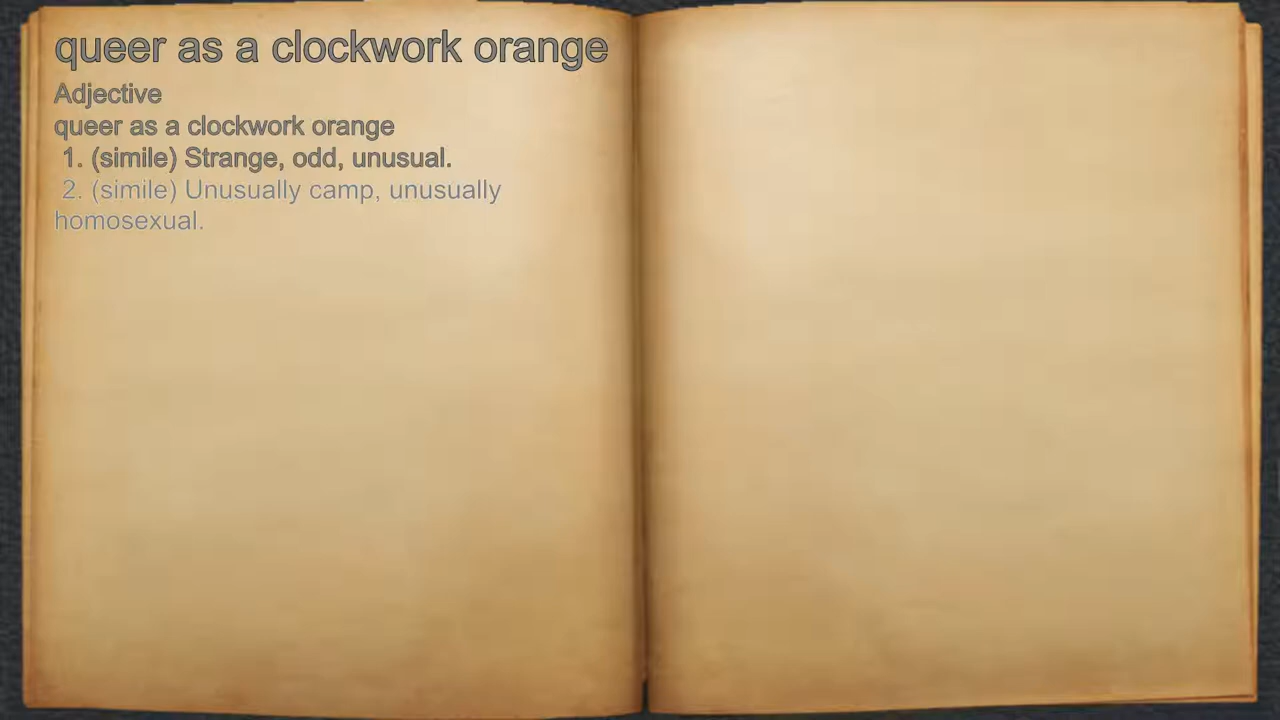 queer as a clockwork orange
Adjective
queer as a clockwork orange
1. (simile) Strange, odd, unusual.
2. (simile) Unusually camp, unusually
homosexual.